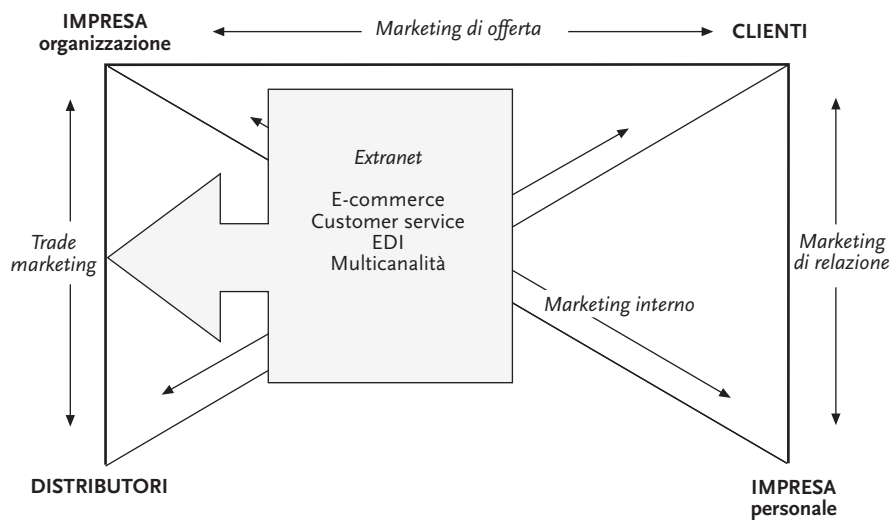 IMPRESA
organizzazione
Marketing di offerta
CLIENTI
Extranet
E-commerce
Customer service
EDI
Multicanalità
Trade
marketing
Marketing
di relazione
Marketing interno
DISTRIBUTORI
IMPRESA
personale